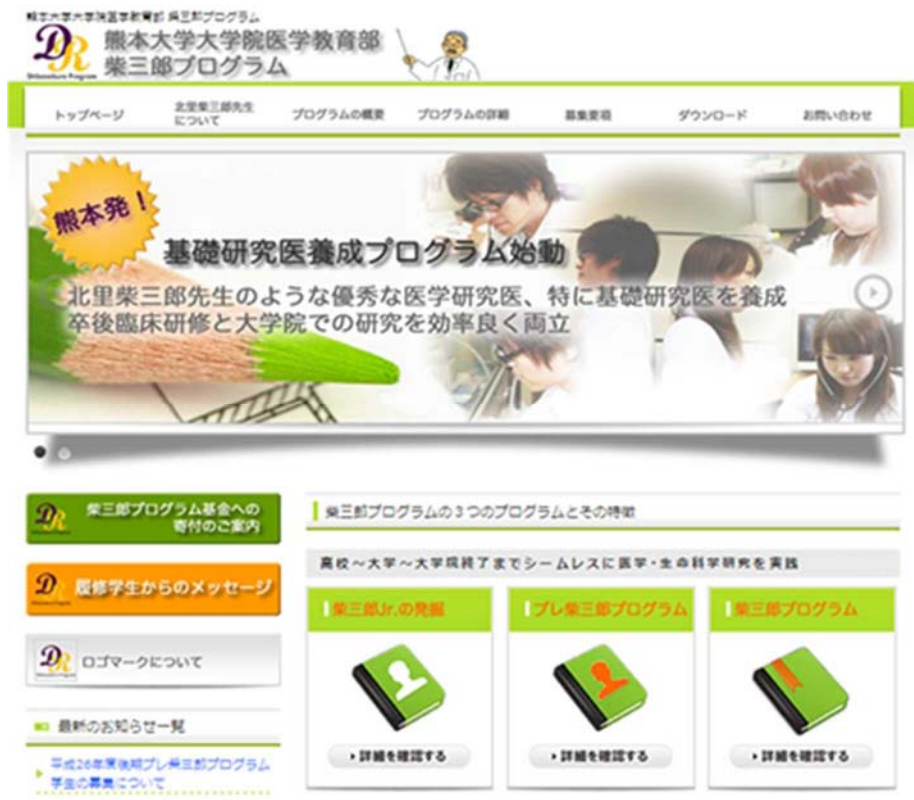 熊本大学大学院医学教育部 柴三郎プログラム
DR
熊本大学大学院医学教育部
柴三郎プログラム
Shibasaburo Program
トップページ
北里柴三郎先生
について
プログラムの概要
プログラムの詳細
募集要項
ダウンロード
お問い合わせ
熊本発！
基礎研究医養成プログラム始動
北里柴三郎先生のような優秀な医学研究医、特に基礎研究医を養成
卒後臨床研修と大学院での研究を効率良く両立
DR
柴三郎プログラム基金への
寄付のご案内
DR
履修学生からのメッセージ
DR
ロゴマークについて
最新のお知らせ一覧
平成26年度後期プレ柴三郎プログラム
学生の募集について
柴三郎プログラムの3つのプログラムとその特徴
高校～大学～大学院終了までシームレスに医学・生命科学研究を実践
柴三郎Jr.の発掘
詳細を確認する
プレ柴三郎プログラム
詳細を確認する
柴三郎プログラム
詳細を確認する